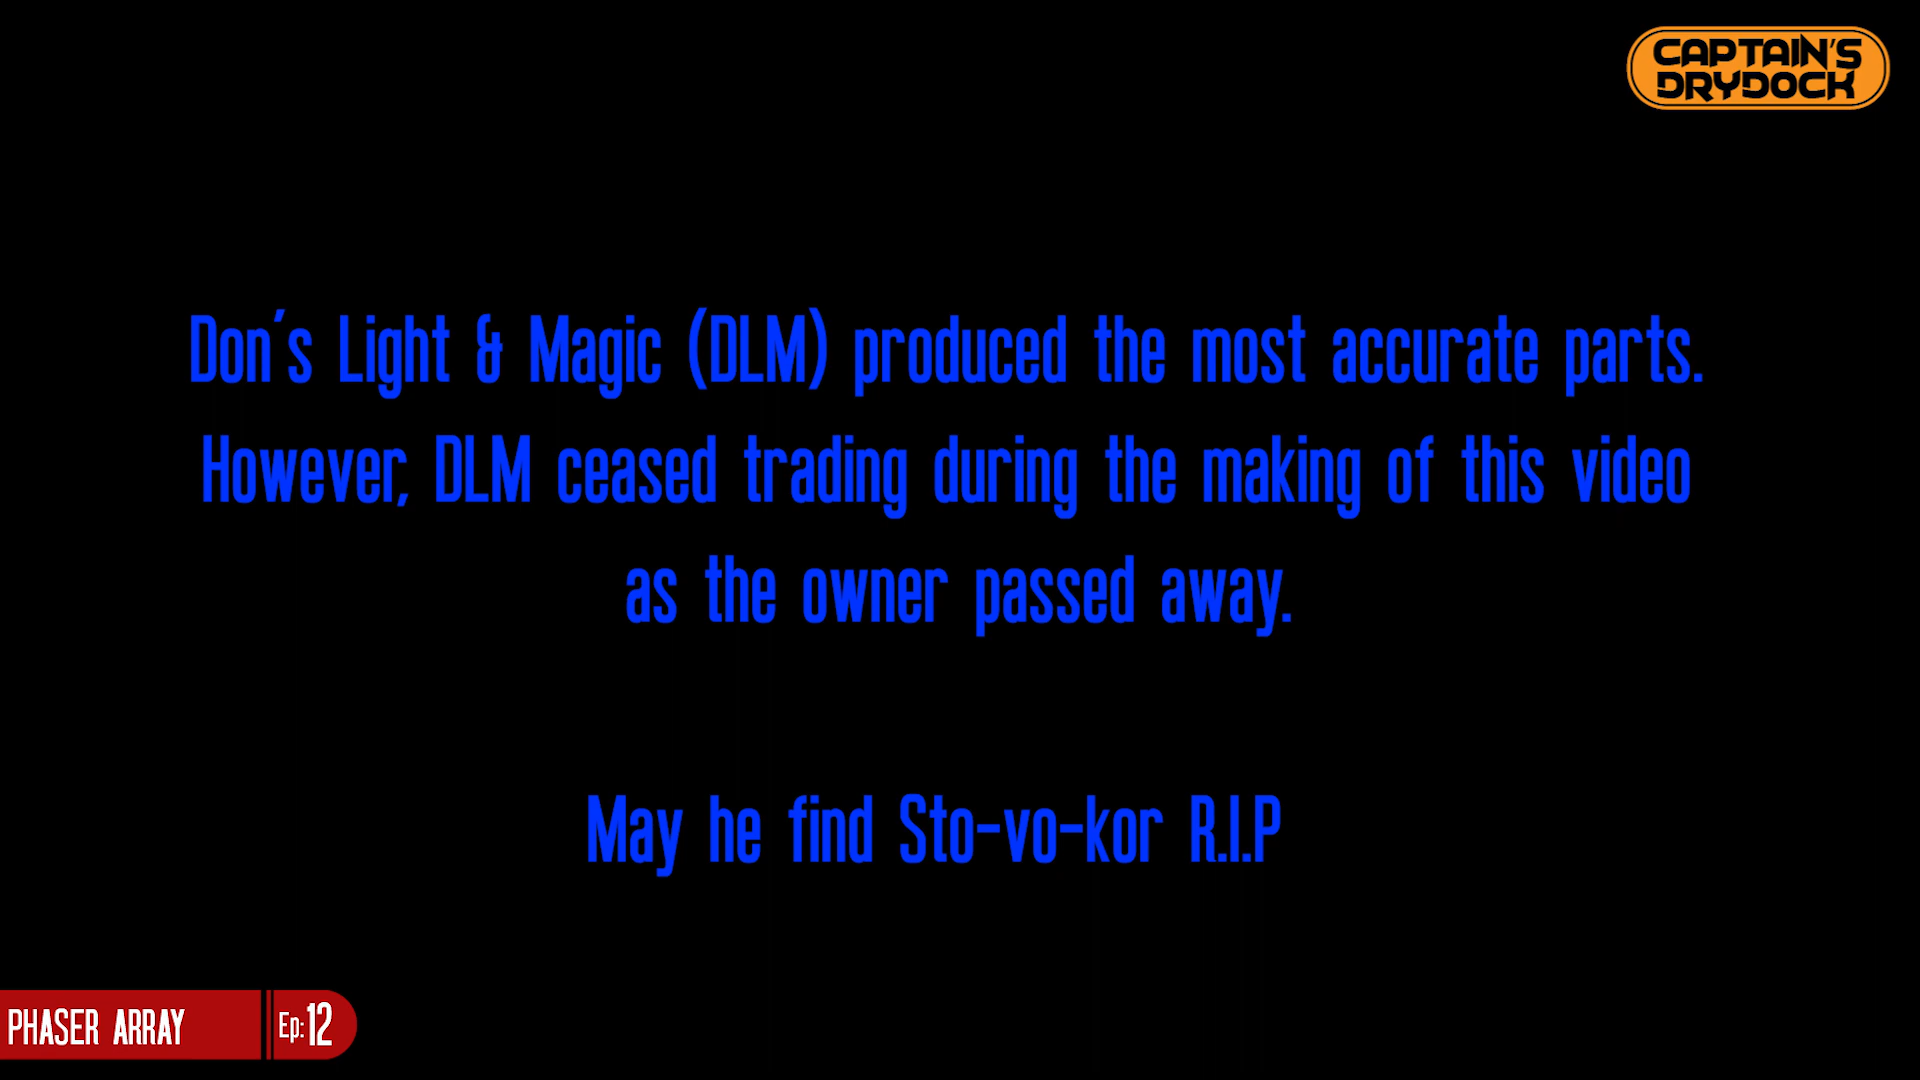 CAPTAIN'S
DRYDOCK
Don's Light & Magic (DLM) produced the most accurate parts.
However, DLM ceased trading during the making of this video
as the owner passed away.
May he find Sto-vo-kor R.I.P
PHASER ARRAY Ep:12